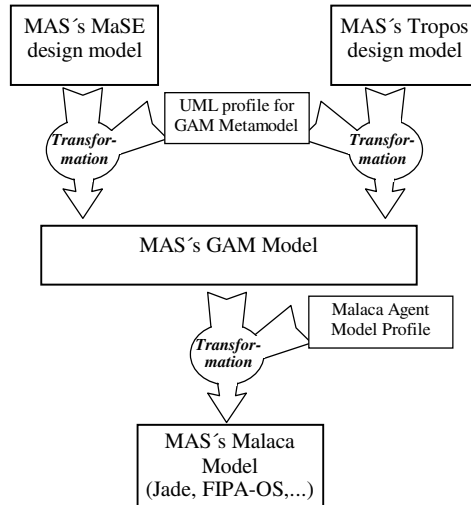 MAS´s MaSE
design model
MAS´s Tropos
design model
UML profile for
GAM Metamodel
Transfor-
mation
Transfor-
mation
MAS´s GAM Model
Malaca Agent
Model Profile
Transfor-
mation
MAS´s Malaca
Model
(Jade, FIPA-OS,...)